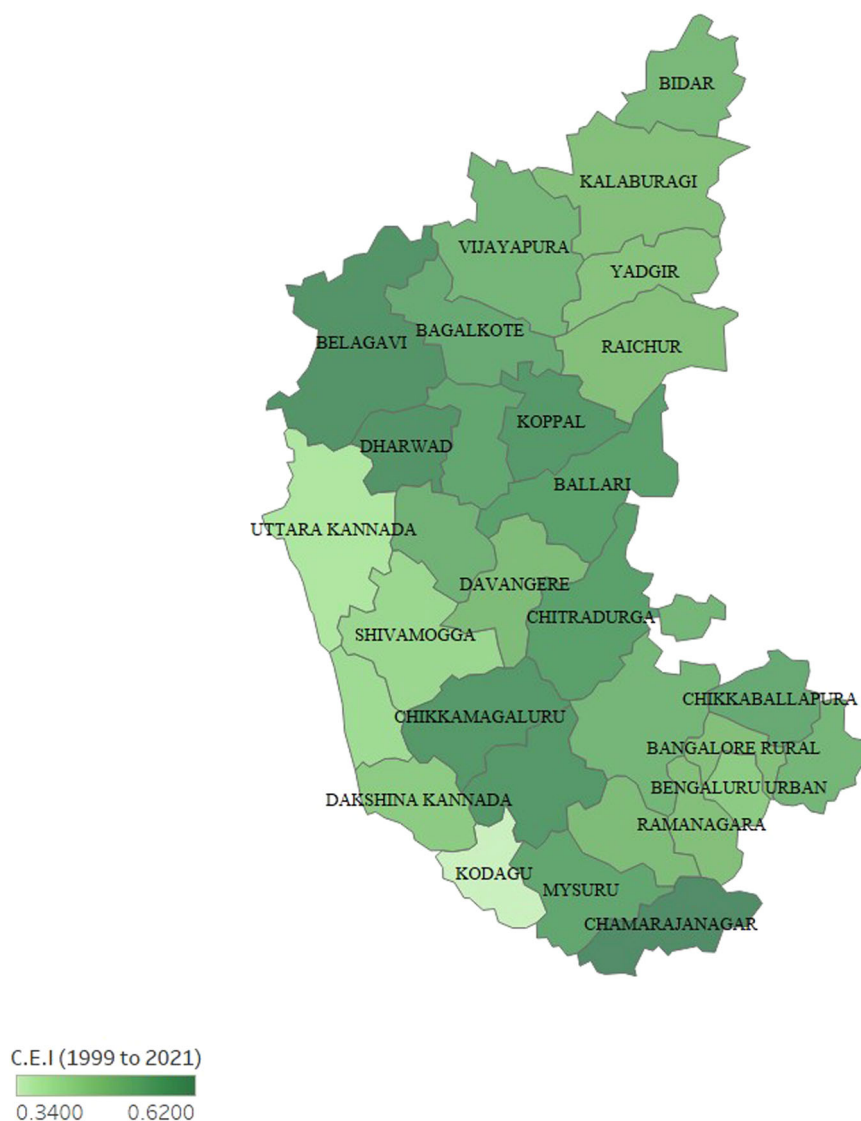 BIDAR
KALABURAGI
VIJAYAPURA
YADGIR
BAGALKOTE
BELAGAVI
RAICHUR
KOPPAL
DHARWAD
BALLARI
UTTARA KANNADA
DAVANGERE
CHITRADURGA
SHIVAMOGGA
CHIKKABALLAPURA
CHIKKAMAGALURU
BANGALORE RURAL
BENGALURU URBAN
DAKSHINA KANNADA
RAMANAGARA
KODAGU
MYSURU
CHAMARAJANAGAR
C.E.I (1999 to 2021)
0.3400 0.6200